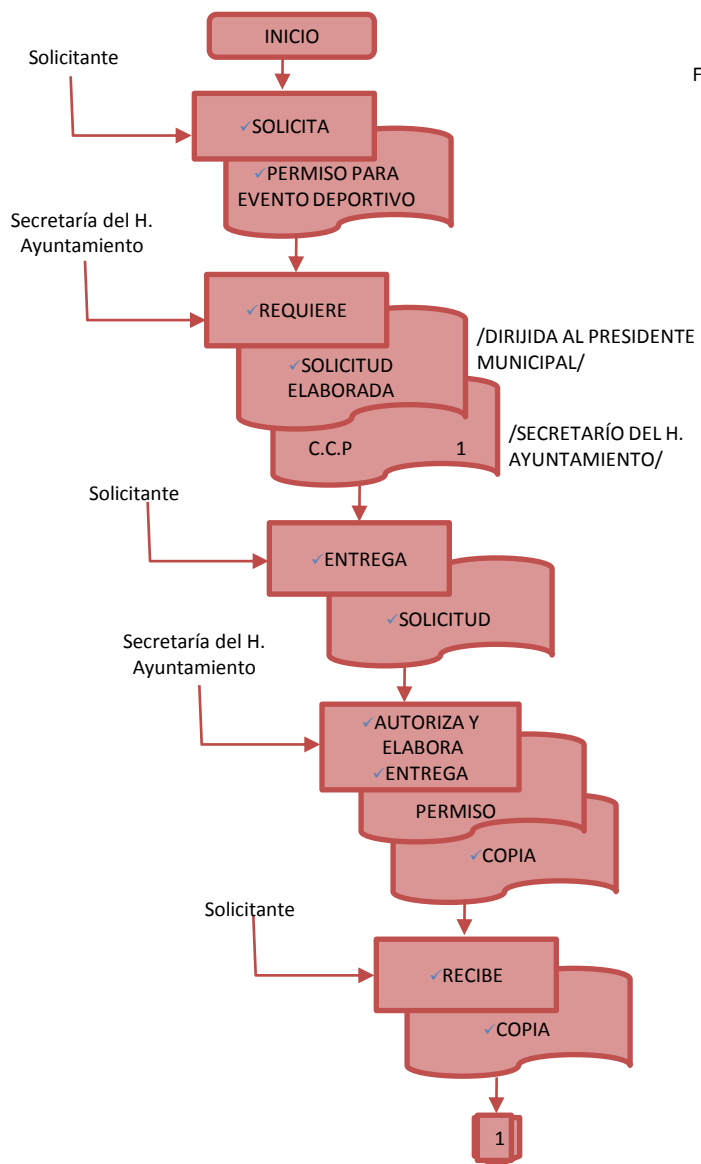 INICIO
Solicitante
F
✓SOLICITA
✓PERMISO PARA
EVENTO DEPORTIVO
Secretaría del H.
Ayuntamiento
✓REQUIERE
/DIRIJIDA AL PRESIDENTE
MUNICIPAL/
✓SOLICITUD
ELABORADA
C.C.P 1
/SECRETARÍO DEL H.
AYUNTAMIENTO/
Solicitante
✓ENTREGA
✓SOLICITUD
Secretaría del H.
Ayuntamiento
✓AUTORIZA Y
ELABORA
✓ENTREGA
PERMISO
✓COPIA
Solicitante
✓RECIBE
✓COPIA
1